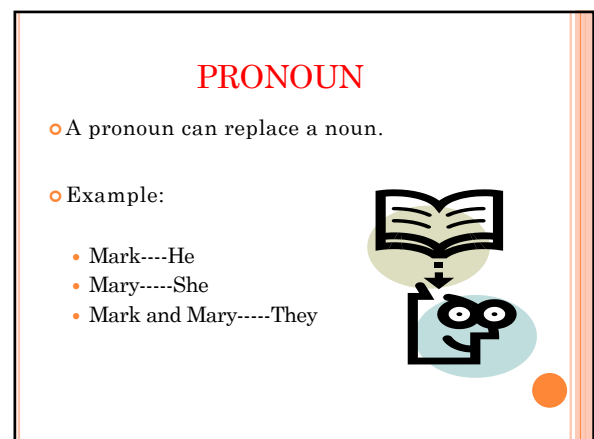 PRONOUN
A pronoun can replace a noun.
Example:
Mark----He
Mary-----She
Mark and Mary-----They